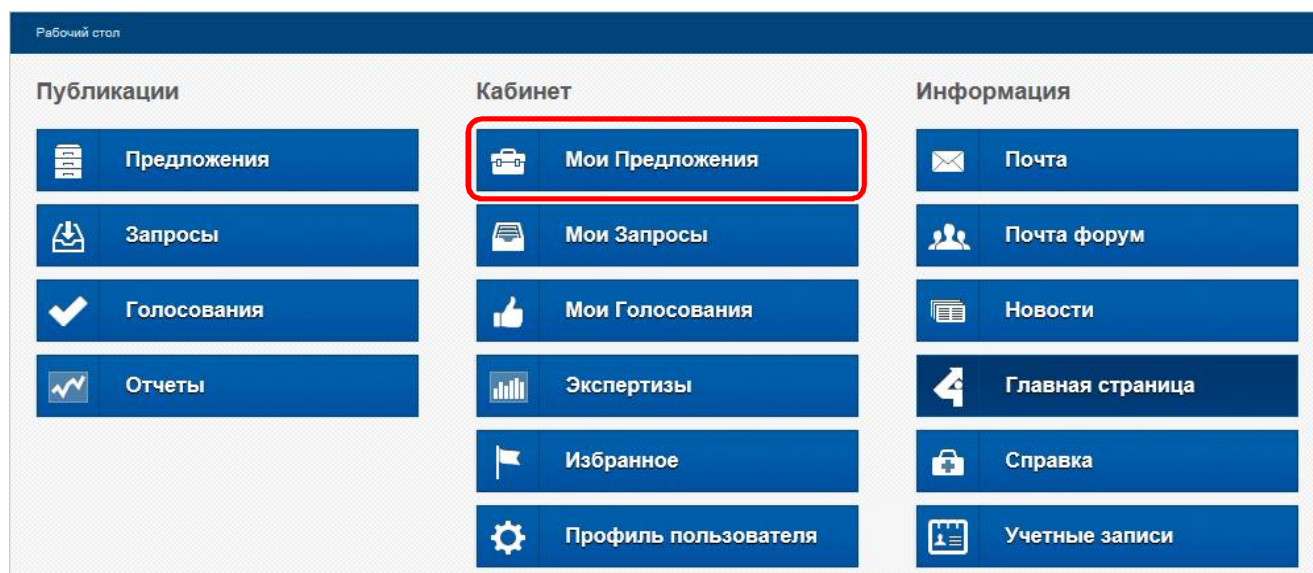 Рабочий стол
Публикации
Предложения
Запросы
Голосования
Отчеты
Кабинет
Мои Предложения
Мои Запросы
Мои Голосования
Экспертизы
Избранное
Профиль пользователя
Информация
Почта
Почта форум
Новости
Главная страница
Справка
Учетные записи